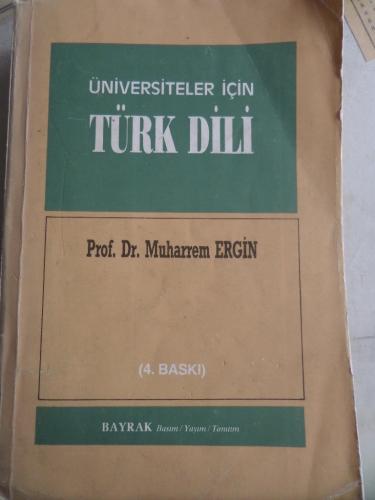 ÜNİVERSİTELER İÇİN
TÜRK DİLİ
Prof. Dr. Muharrem ERGİN
(4. BASKI)
BAYRAK Basım / Yayım / Tanıtım